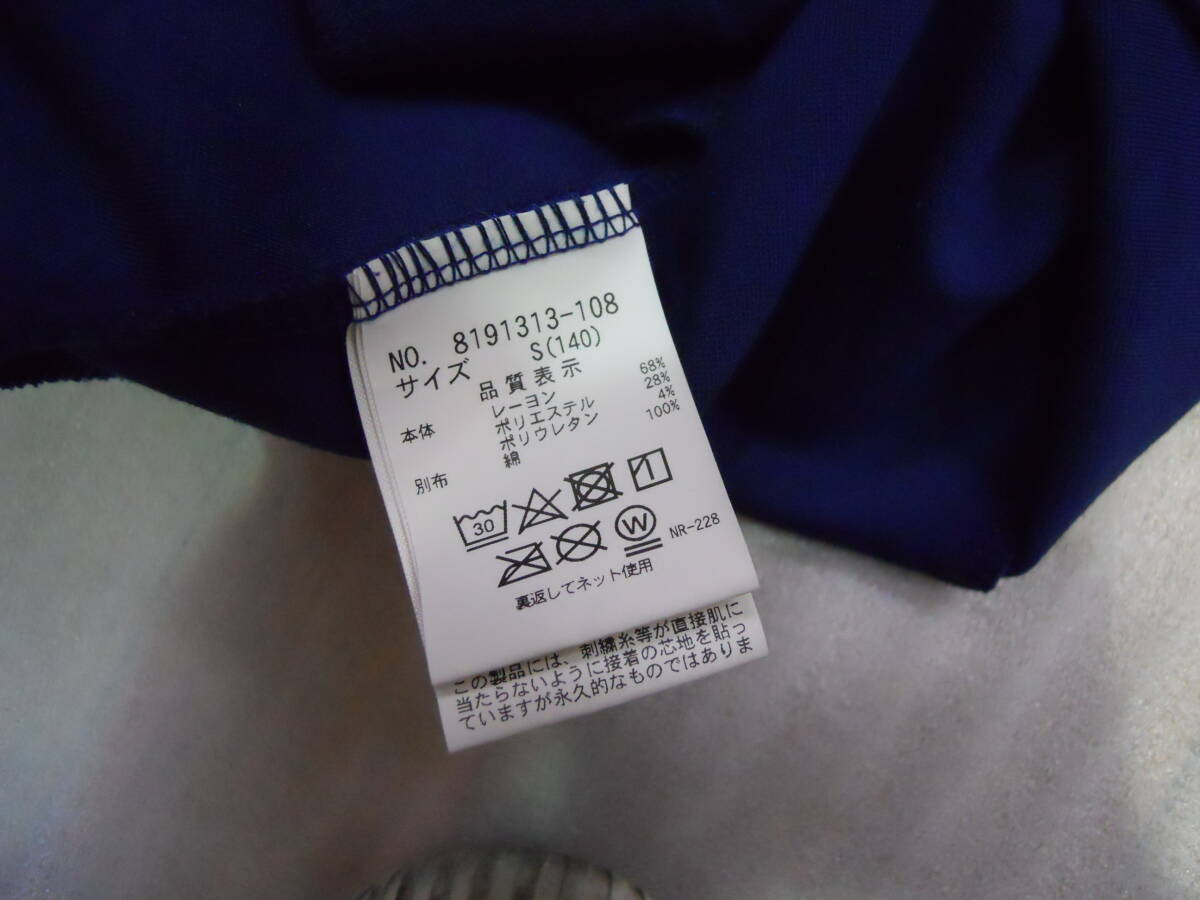 NO. 8191313-108
サイズ S(140)
品質表示
本体 レーヨン 68%
ポリエステル 28%
ポリウレタン 4%
別布 綿 100%
30
W NR-228
裏返してネット使用
この製品には、刺繍糸等が直接肌に
当たらないように接着の芯地を貼っ
ていますが永久的なものではありま